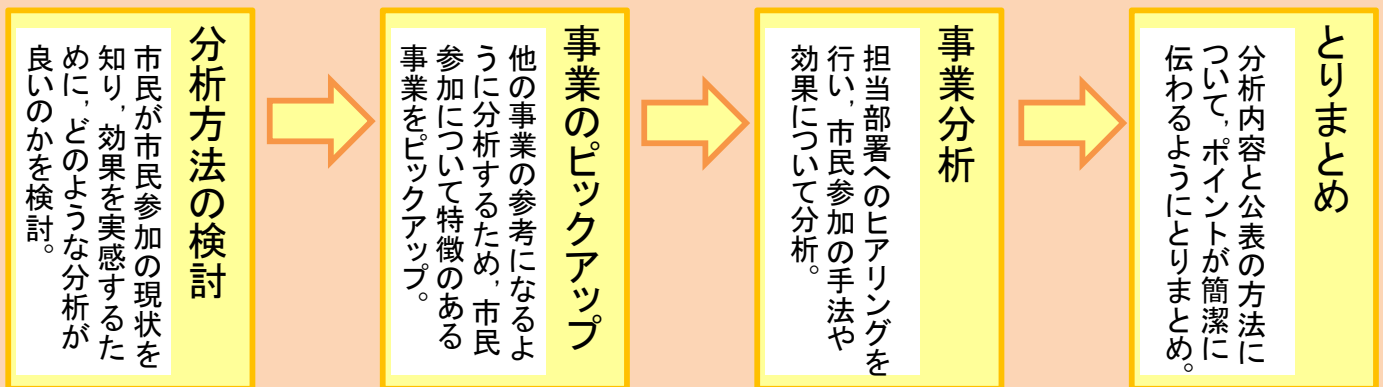 分析方法の検討
市民が市民参加の現状を
知り，効果を実感するた
めに，どのような分析が
良いのかを検討。
事業のピックアップ
他の事業の参考になるよ
うに分析するため，市民
参加について特徴のある
事業をピックアップ。
事業分析
担当部署へのヒアリングを
行い，市民参加の手法や
効果について分析。
とりまとめ
分析内容と公表の方法に
ついて，ポイントが簡潔に
伝わるようにとりまとめ。